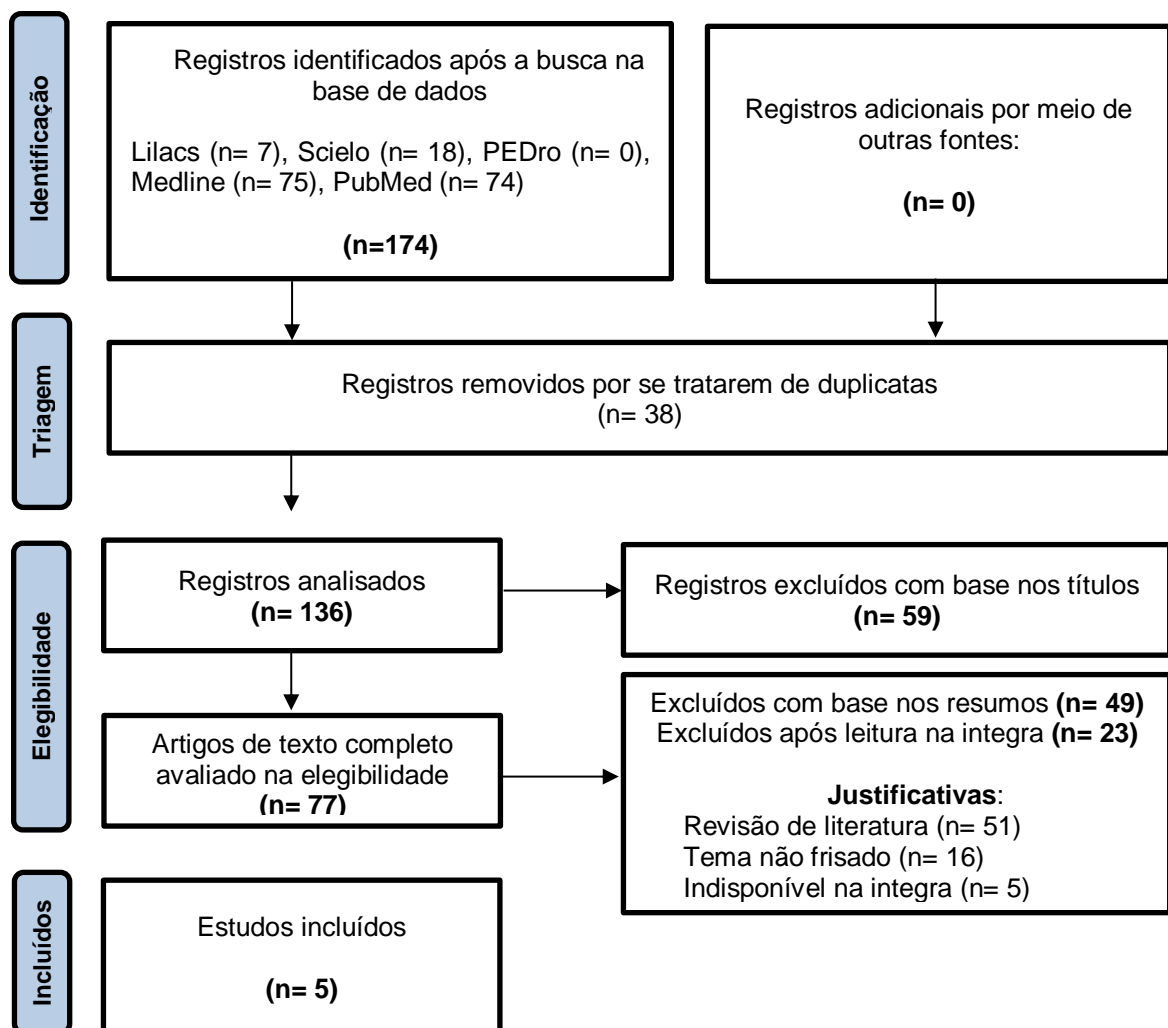 Identificação
Registros identificados após a busca na
base de dados
Lilacs (n= 7), Scielo (n= 18), PEDro (n= 0),
Medline (n= 75), PubMed (n= 74)
(n=174)
Registros adicionais por meio de
outras fontes:
(n= 0)
Triagem
Registros removidos por se tratarem de duplicatas
(n= 38)
Elegibilidade
Registros analisados
(n= 136)
Registros excluídos com base nos títulos
(n= 59)
Artigos de texto completo
avaliado na elegibilidade
(n= 77)
Excluídos com base nos resumos (n= 49)
Excluídos após leitura na integra (n= 23)
Justificativas:
Revisão de literatura (n= 51)
Tema não frisado (n= 16)
Indisponível na integra (n= 5)
Incluídos
Estudos incluídos
(n= 5)